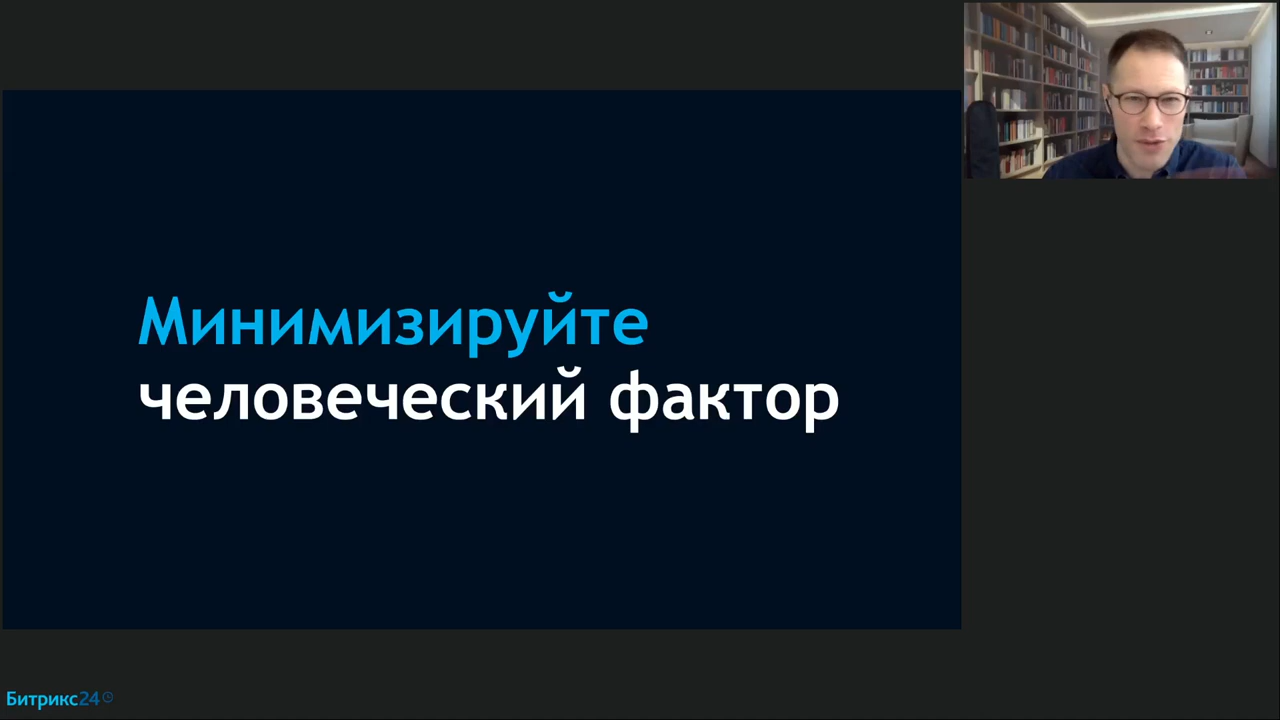 Минимизируйте
человеческий фактор
Битрикс24